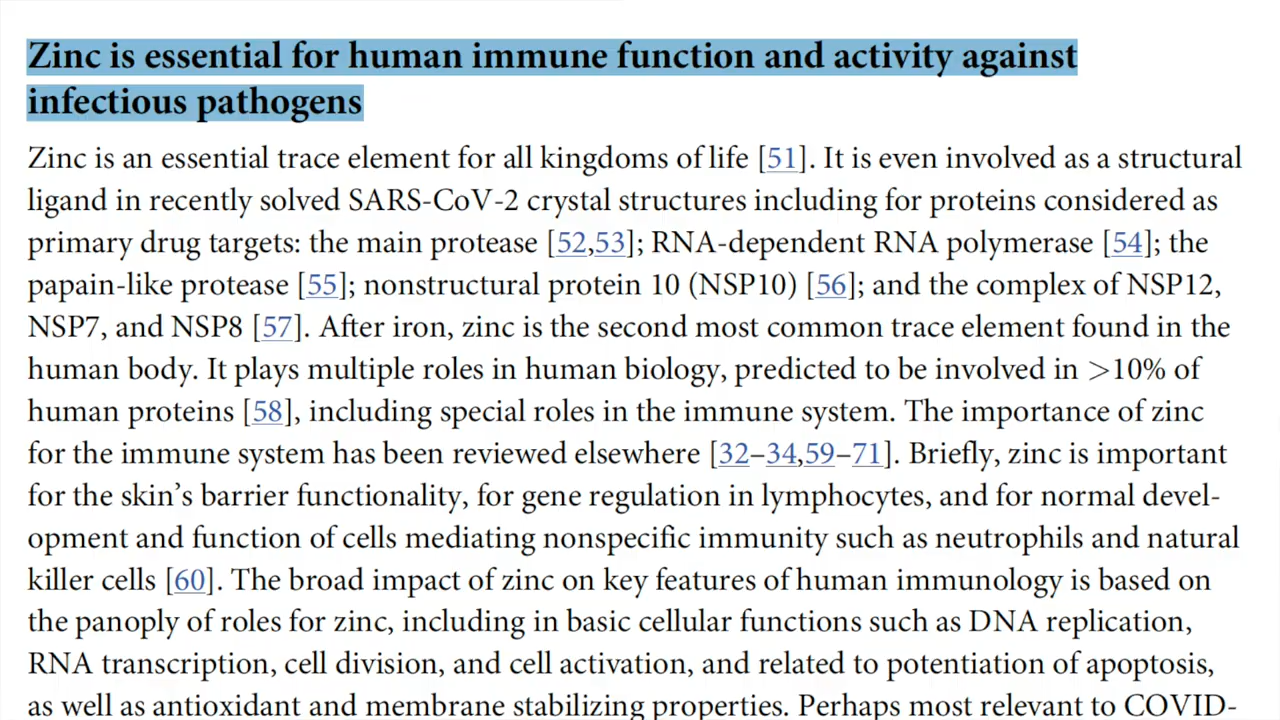 Zinc is essential for human immune function and activity against
infectious pathogens
Zinc is an essential trace element for all kingdoms of life [51]. It is even involved as a structural
ligand in recently solved SARS-CoV-2 crystal structures including for proteins considered as
primary drug targets: the main protease [52,53]; RNA-dependent RNA polymerase [54]; the
papain-like protease [55]; nonstructural protein 10 (NSP10) [56]; and the complex of NSP12,
NSP7, and NSP8 [57]. After iron, zinc is the second most common trace element found in the
human body. It plays multiple roles in human biology, predicted to be involved in >10% of
human proteins [58], including special roles in the immune system. The importance of zinc
for the immune system has been reviewed elsewhere [32–34,59–71]. Briefly, zinc is important
for the skin's barrier functionality, for gene regulation in lymphocytes, and for normal devel-
opment and function of cells mediating nonspecific immunity such as neutrophils and natural
killer cells [60]. The broad impact of zinc on key features of human immunology is based on
the panoply of roles for zinc, including in basic cellular functions such as DNA replication,
RNA transcription, cell division, and cell activation, and related to potentiation of apoptosis,
as well as antioxidant and membrane stabilizing properties. Perhaps most relevant to COVID-